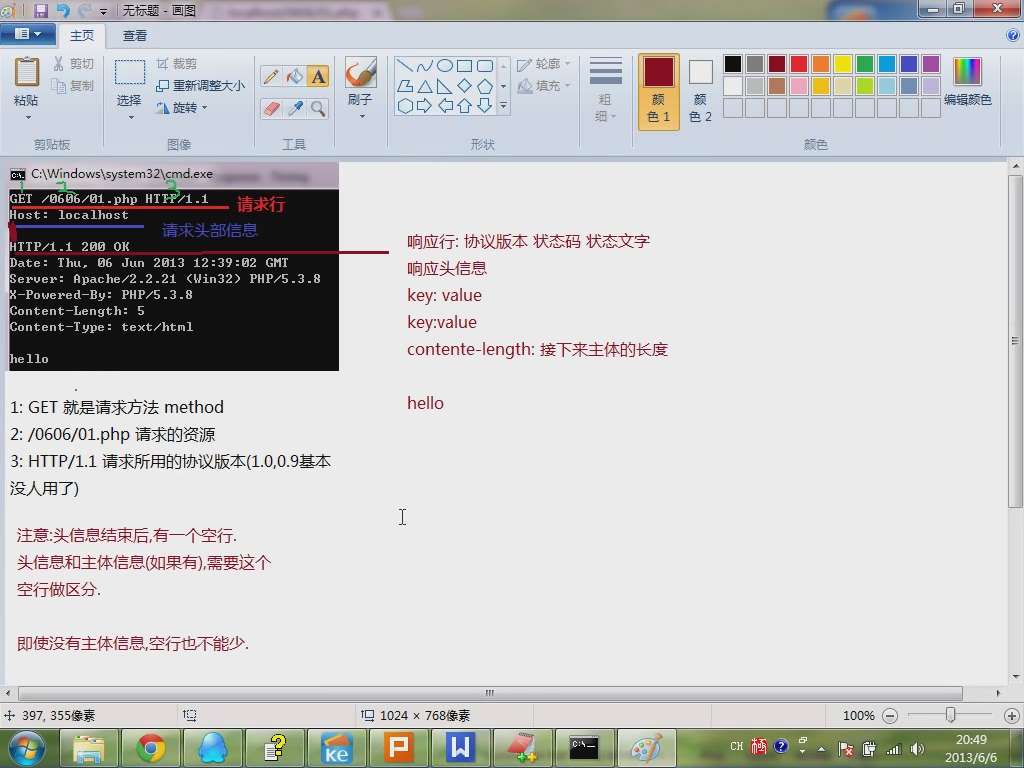 无标题 - 画图
主页
查看
粘贴
剪切
复制
剪贴板
选择
裁剪
重新调整大小
旋转
图像
工具
刷子
轮廓
填充
形状
粗细
颜色 1
颜色 2
编辑颜色
颜色
C:\Windows\system32\cmd.exe
1 2 3
GET /0606/01.php HTTP/1.1
请求行
Host: localhost
请求头部信息
HTTP/1.1 200 OK
Date: Thu, 06 Jun 2013 12:39:02 GMT
Server: Apache/2.2.21 (Win32) PHP/5.3.8
X-Powered-By: PHP/5.3.8
Content-Length: 5
Content-Type: text/html
hello
响应行: 协议版本 状态码 状态文字
响应头信息
key: value
key:value
contente-length: 接下来主体的长度
hello
1: GET 就是请求方法 method
2: /0606/01.php 请求的资源
3: HTTP/1.1 请求所用的协议版本(1.0,0.9基本
没人用了)
注意:头信息结束后,有一个空行.
头信息和主体信息(如果有),需要这个
空行做区分.
即使没有主体信息,空行也不能少.
397, 355像素
1024 × 768像素
100%
CH
20:49
2013/6/6